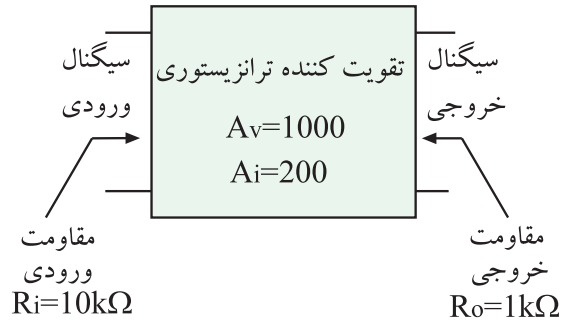 تقویت کننده ترانزیستوری
Av=1000
Ai=200
سیگنال
خروجی
سیگنال
ورودی
مقاومت
خروجی
Ro=1kΩ
مقاومت
ورودی
Ri=10kΩ